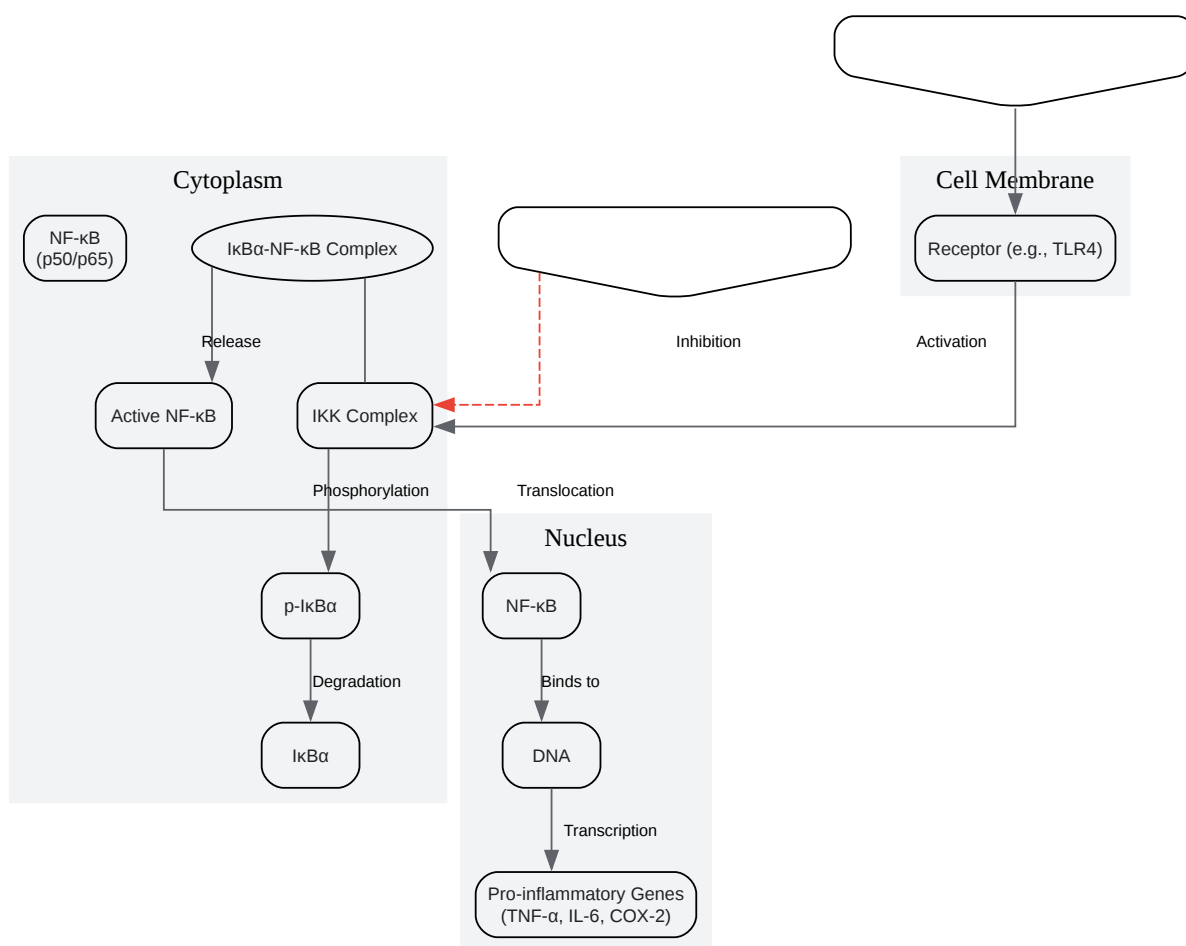 Cytoplasm
Cell Membrane
NF-κB
(p50/p65)
IκBα-NF-κB Complex
Receptor (e.g., TLR4)
Release
Inhibition
Activation
Active NF-κB
IKK Complex
Phosphorylation
Translocation
Nucleus
p-IκBα
NF-κB
Degradation
Binds to
IκBα
DNA
Transcription
Pro-inflammatory Genes
(TNF-α, IL-6, COX-2)